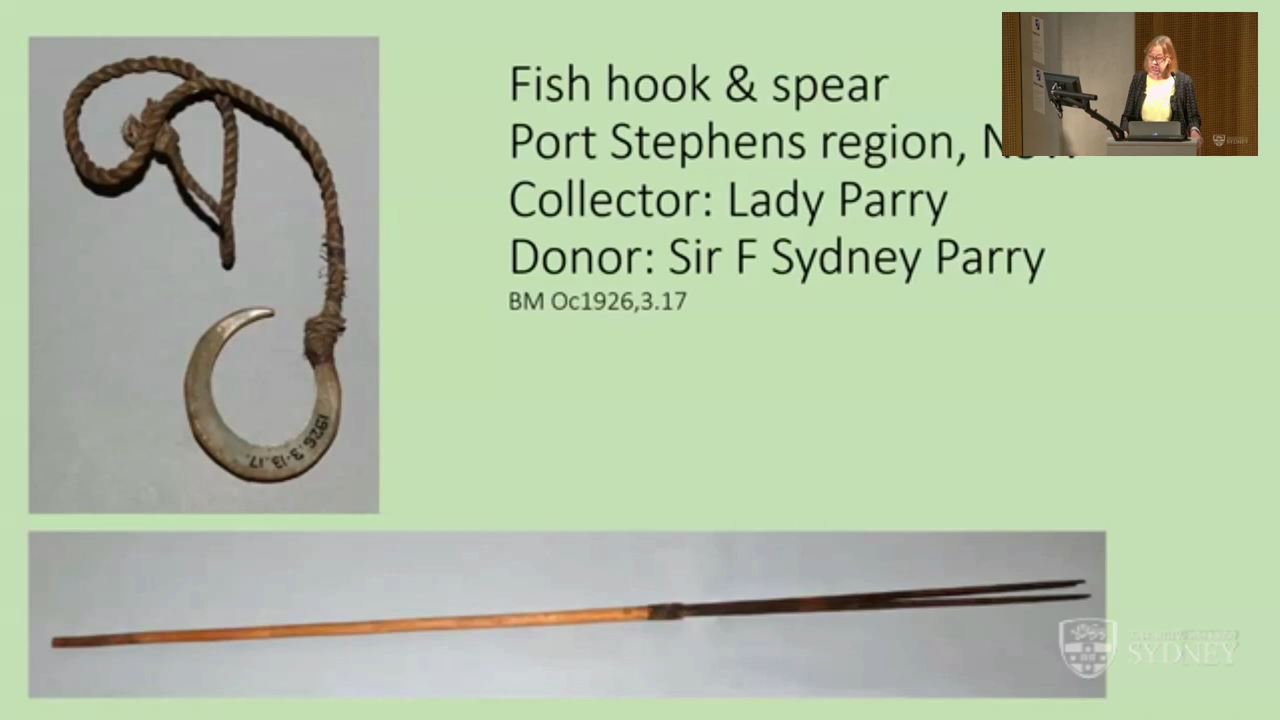 Fish hook & spear
Port Stephens region,
Collector: Lady Parry
Donor: Sir F Sydney Parry
BM Oc1926,3.17
1926.3-13.17.
SYDNEY
SYDNEY